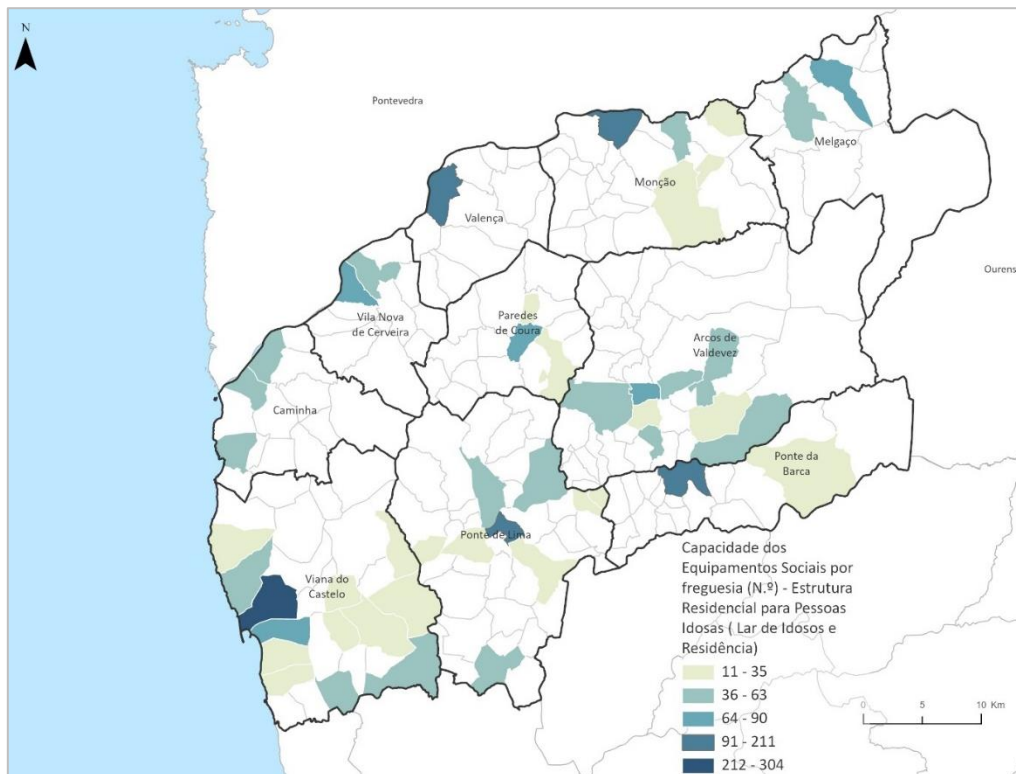 N
Pontevedra
Melgaço
Monção
Valença
Ourens
Vila Nova
de Cerveira
Paredes
de Coura
Arcos de
Valdevez
Caminha
Ponte da
Barca
Ponte de Lima
Viana do
Castelo
Capacidade dos
Equipamentos Sociais por
freguesia (N.º) - Estrutura
Residencial para Pessoas
Idosas ( Lar de Idosos e
Residência)
11 - 35
36 - 63
64 - 90
91 - 211
212 - 304
0 5 10 Km